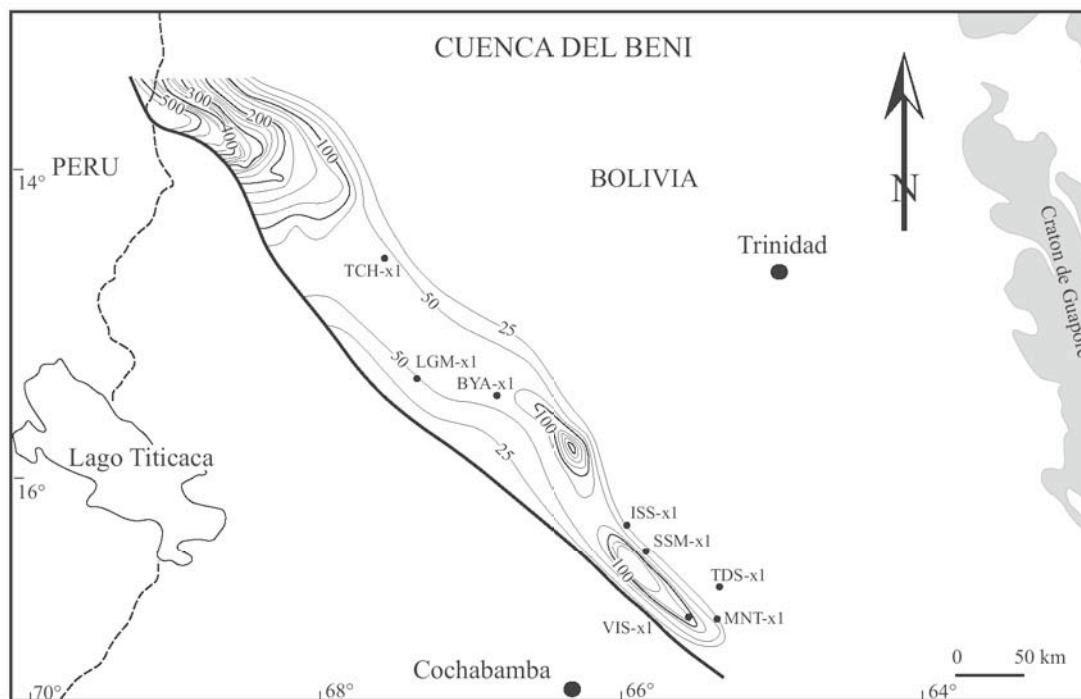 CUENCA DEL BENI
500
300
200
400
100
PERU
14°
BOLIVIA
N
Craton de Guaporé
Trinidad
TCH-x1
50
25
LGM-x1
50
BYA-x1
100
25
Lago Titicaca
16°
ISS-x1
SSM-x1
100
TDS-x1
VIS-x1
MNT-x1
Cochabamba
0 50 km
70°
68°
66°
64°